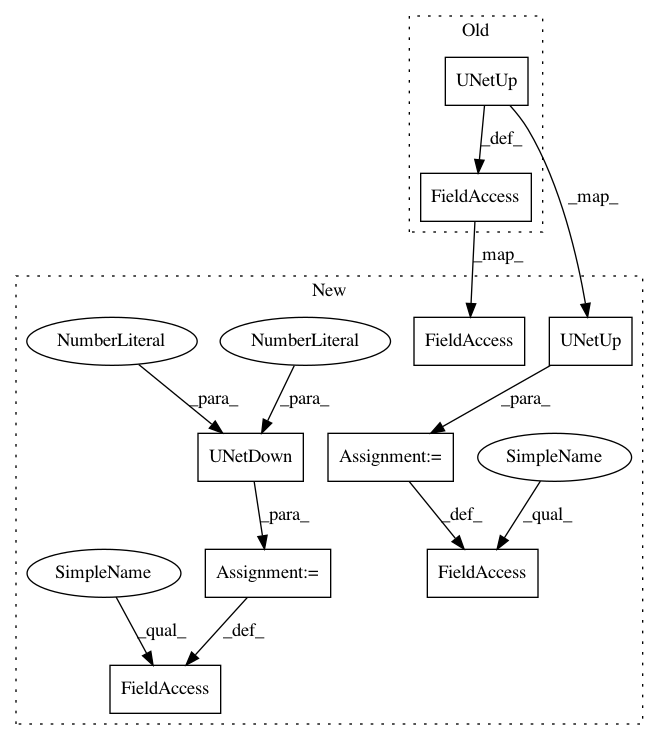 Old
UNetUp
_def_
_map_
FieldAccess
_map_
New
NumberLiteral
NumberLiteral
FieldAccess
UNetUp
_para_
_para_
_para_
UNetDown
Assignment:=
SimpleName
_para_
_def_
_qual_
SimpleName
Assignment:=
FieldAccess
_qual_
_def_
FieldAccess